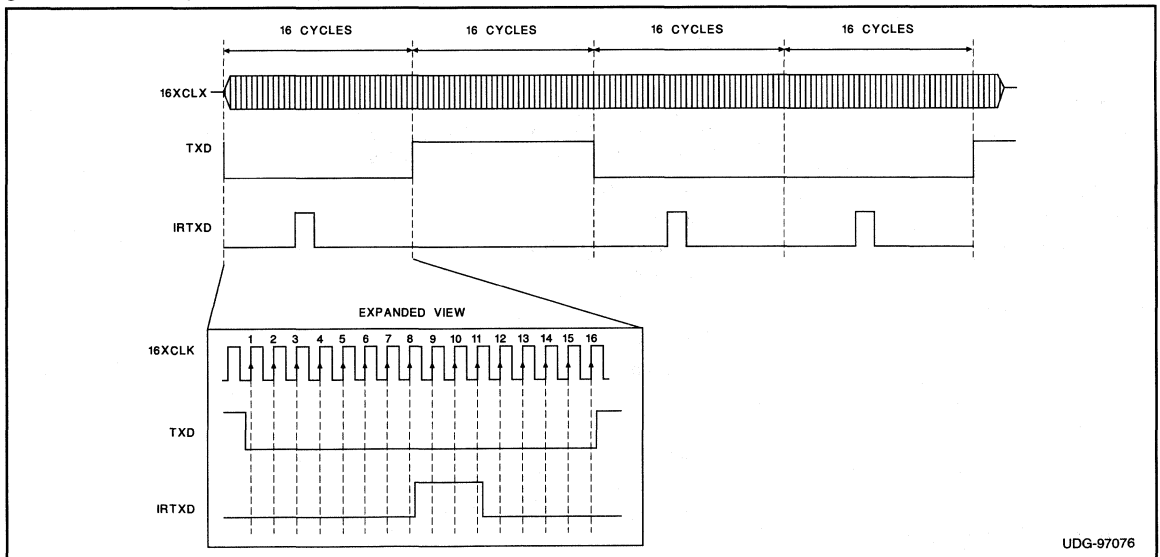 16 CYCLES 16 CYCLES 16 CYCLES 16 CYCLES
16XCLX
TXD
IRTXD
EXPANDED VIEW
1 2 3 4 5 6 7 8 9 10 11 12 13 14 15 16
16XCLK
TXD
IRTXD
UDG-97076